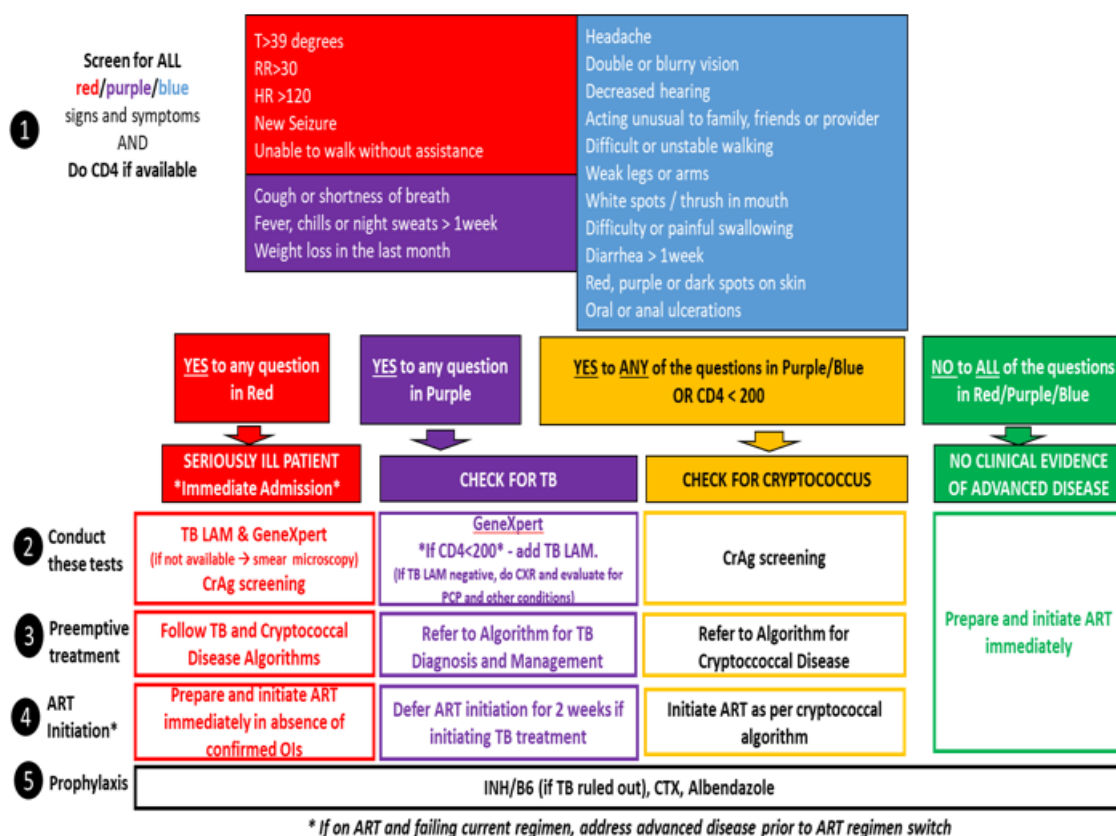 1
Screen for ALL
red/purple/blue
signs and symptoms
AND
Do CD4 if available
T>39 degrees
RR>30
HR >120
New Seizure
Unable to walk without assistance
Cough or shortness of breath
Fever, chills or night sweats > 1week
Weight loss in the last month
Headache
Double or blurry vision
Decreased hearing
Acting unusual to family, friends or provider
Difficult or unstable walking
Weak legs or arms
White spots / thrush in mouth
Difficulty or painful swallowing
Diarrhea > 1week
Red, purple or dark spots on skin
Oral or anal ulcerations
YES to any question
in Red
YES to any question
in Purple
YES to ANY of the questions in Purple/Blue
OR CD4 < 200
NO to ALL of the questions
in Red/Purple/Blue
SERIOUSLY ILL PATIENT
*Immediate Admission*
CHECK FOR TB
CHECK FOR CRYPTOCOCCUS
NO CLINICAL EVIDENCE
OF ADVANCED DISEASE
2
Conduct
these tests
TB LAM & GeneXpert
(if not available → smear microscopy)
CrAg screening
GeneXpert
*If CD4<200* - add TB LAM.
(If TB LAM negative, do CXR and evaluate for
PCP and other conditions)
CrAg screening
Prepare and initiate ART
immediately
3
Preemptive
treatment
Follow TB and Cryptococcal
Disease Algorithms
Refer to Algorithm for TB
Diagnosis and Management
Refer to Algorithm for
Cryptoccocal Disease
4
ART
Initiation*
Prepare and initiate ART
immediately in absence of
confirmed OIs
Defer ART initiation for 2 weeks if
initiating TB treatment
Initiate ART as per cryptococcal
algorithm
5
Prophylaxis
INH/B6 (if TB ruled out), CTX, Albendazole
* If on ART and failing current regimen, address advanced disease prior to ART regimen switch